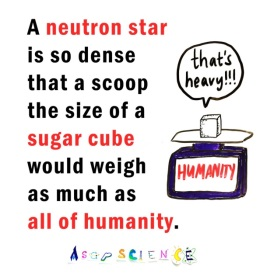 A neutron star
is so dense
that a scoop
the size of a
sugar cube
would weigh
as much as
all of humanity.
that's
heavy!!!
HUMANITY
ASAP SCIENCE